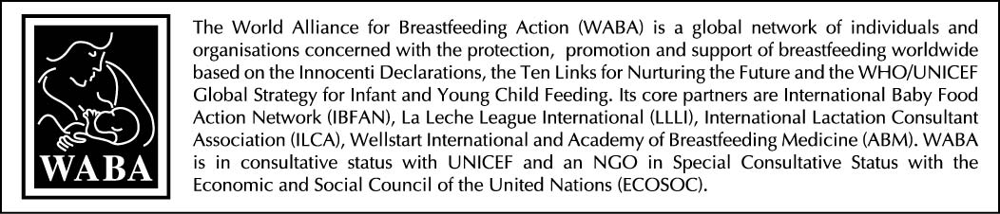 WABA
The World Alliance for Breastfeeding Action (WABA) is a global network of individuals and
organisations concerned with the protection, promotion and support of breastfeeding worldwide
based on the Innocenti Declarations, the Ten Links for Nurturing the Future and the WHO/UNICEF
Global Strategy for Infant and Young Child Feeding. Its core partners are International Baby Food
Action Network (IBFAN), La Leche League International (LLLI), International Lactation Consultant
Association (ILCA), Wellstart International and Academy of Breastfeeding Medicine (ABM). WABA
is in consultative status with UNICEF and an NGO in Special Consultative Status with the
Economic and Social Council of the United Nations (ECOSOC).